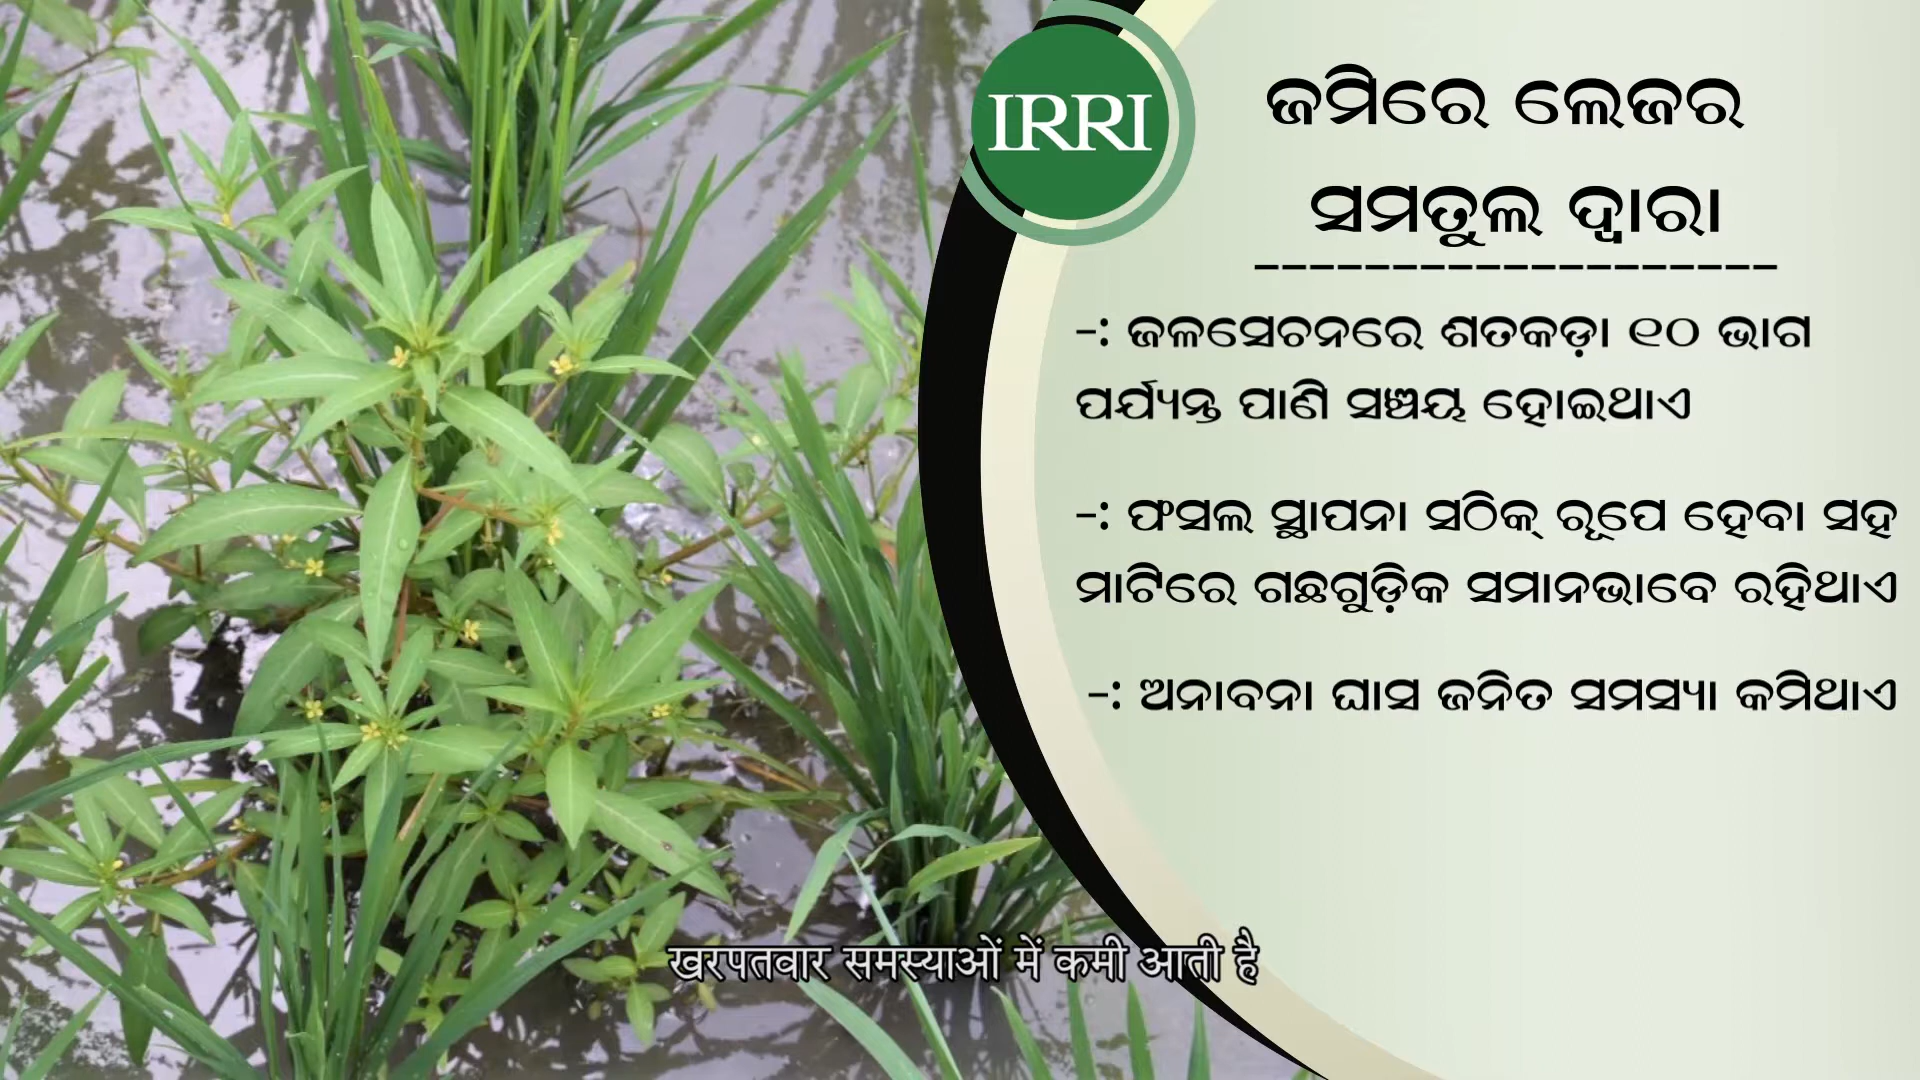 IRRI
ଜମିରେ ଲେଜର
ସମତୁଲ ଦ୍ୱାରା
-------------------
-: ଜଳସେଚନରେ ଶତକଡ଼ା ୧୦ ଭାଗ
ପର୍ଯ୍ୟନ୍ତ ପାଣି ସଞ୍ଚୟ ହୋଇଥାଏ
-: ଫସଲ ସ୍ଥାପନା ସଠିକ୍ ରୂପେ ହେବା ସହ
ମାଟିରେ ଗଛଗୁଡ଼ିକ ସମାନଭାବେ ରହିଥାଏ
-: ଅନାବନା ଘାସ ଜନିତ ସମସ୍ୟା କମିଥାଏ
खरपतवार समस्याओं में कमी आती है